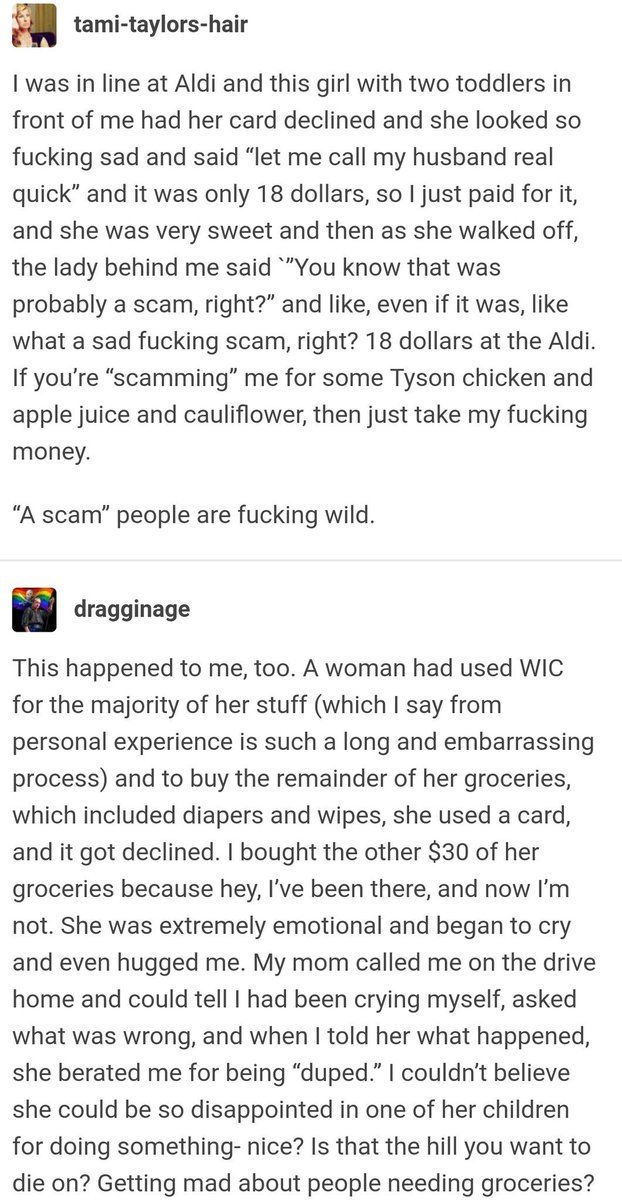 tami-taylors-hair
I was in line at Aldi and this girl with two toddlers in
front of me had her card declined and she looked so
fucking sad and said “let me call my husband real
quick” and it was only 18 dollars, so I just paid for it,
and she was very sweet and then as she walked off,
the lady behind me said `”You know that was
probably a scam, right?” and like, even if it was, like
what a sad fucking scam, right? 18 dollars at the Aldi.
If you’re “scamming” me for some Tyson chicken and
apple juice and cauliflower, then just take my fucking
money.
“A scam” people are fucking wild.
dragginage
This happened to me, too. A woman had used WIC
for the majority of her stuff (which I say from
personal experience is such a long and embarrassing
process) and to buy the remainder of her groceries,
which included diapers and wipes, she used a card,
and it got declined. I bought the other $30 of her
groceries because hey, I’ve been there, and now I’m
not. She was extremely emotional and began to cry
and even hugged me. My mom called me on the drive
home and could tell I had been crying myself, asked
what was wrong, and when I told her what happened,
she berated me for being “duped.” I couldn’t believe
she could be so disappointed in one of her children
for doing something- nice? Is that the hill you want to
die on? Getting mad about people needing groceries?